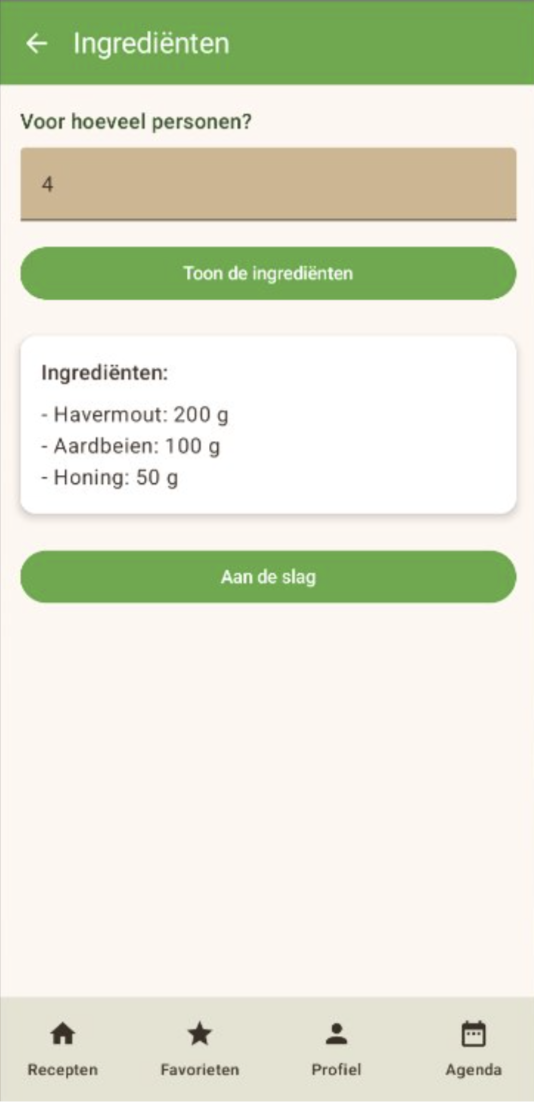 Ingrediënten
Voor hoeveel personen?
4
Toon de ingrediënten
Ingrediënten:
- Havermout: 200 g
- Aardbeien: 100 g
- Honing: 50 g
Aan de slag
Recepten Favorieten Profiel Agenda